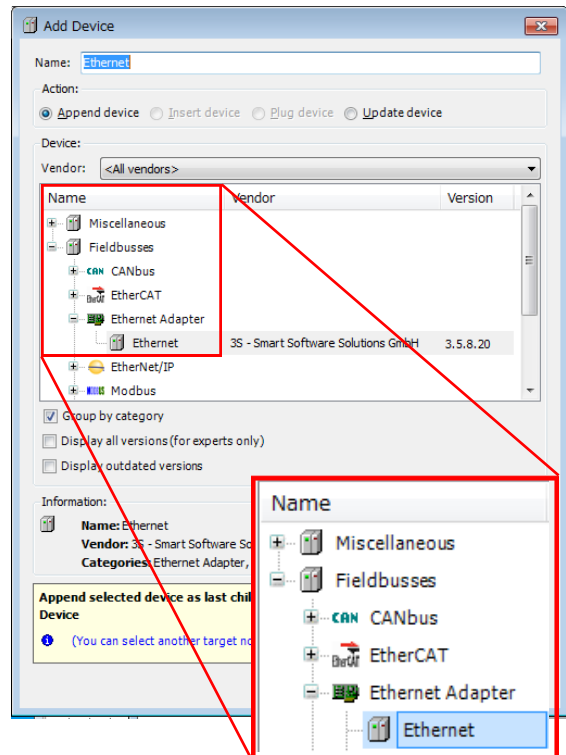 Add Device
Name: Ethernet
Action:
Append device Insert device Plug device Update device
Device:
Vendor: <All vendors>
Name Vendor Version
Miscellaneous
Fieldbusses
CAN CANbus
EtherCAT EtherCAT
Ethernet Adapter
Ethernet 3S - Smart Software Solutions GmbH 3.5.8.20
EtherNet/IP
Modbus
Group by category
Display all versions (for experts only)
Display outdated versions
Information:
Name: Ethernet
Vendor: 3S - Smart Software So
Categories: Ethernet Adapter,
Append selected device as last chil
Device
(You can select another target no
Name
Miscellaneous
Fieldbusses
CAN CANbus
EtherCAT EtherCAT
Ethernet Adapter
Ethernet